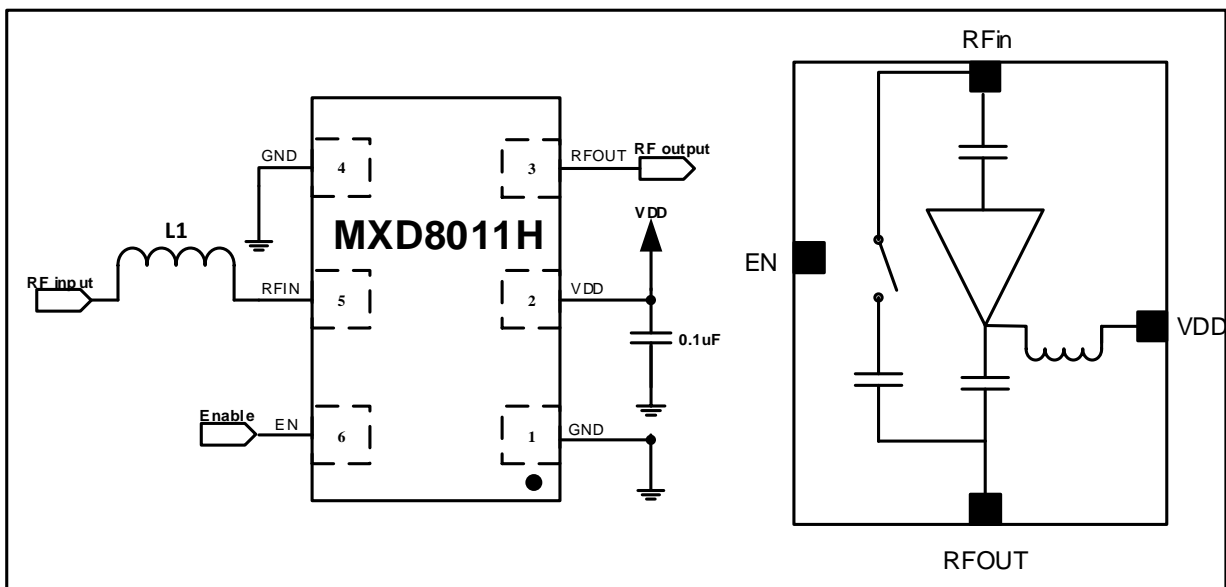 GND
4
3
RFOUT
RF output
MXD8011H
L1
VDD
RF input
RFIN
5
2
VDD
0.1uF
Enable
EN
6
1
GND
RFin
EN
VDD
RFOUT